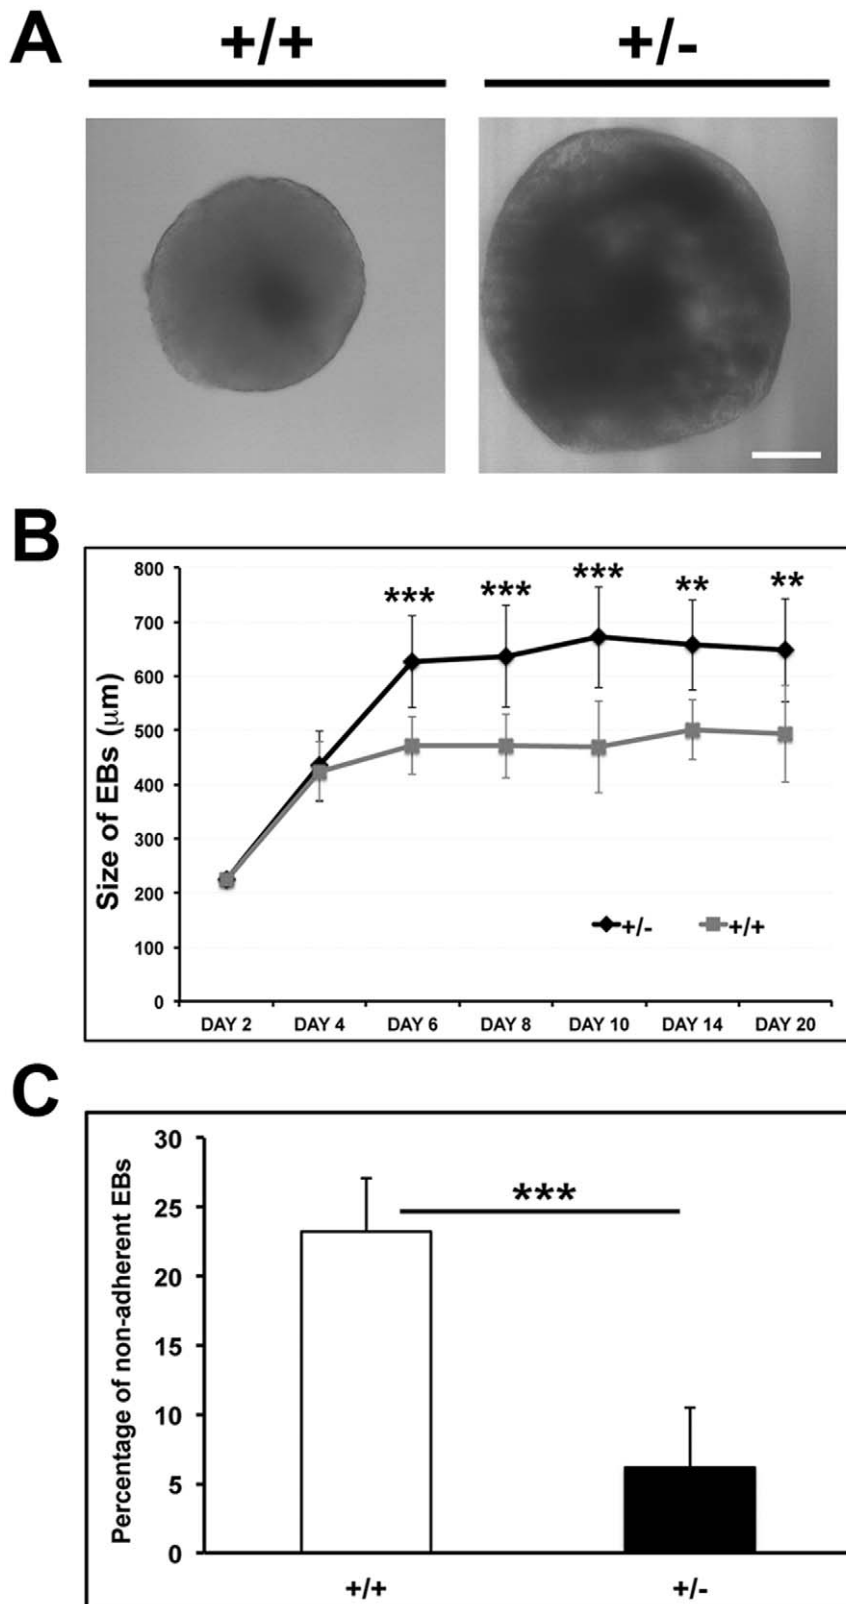 A
+/+ +/-
B
800
700
600
500
400
300
200
100
0
Size of EBs (μm)
*** *** *** ** **
+/- +/+
DAY 2 DAY 4 DAY 6 DAY 8 DAY 10 DAY 14 DAY 20
C
30
25
20
15
10
5
0
Percentage of non-adherent EBs
***
+/+ +/-